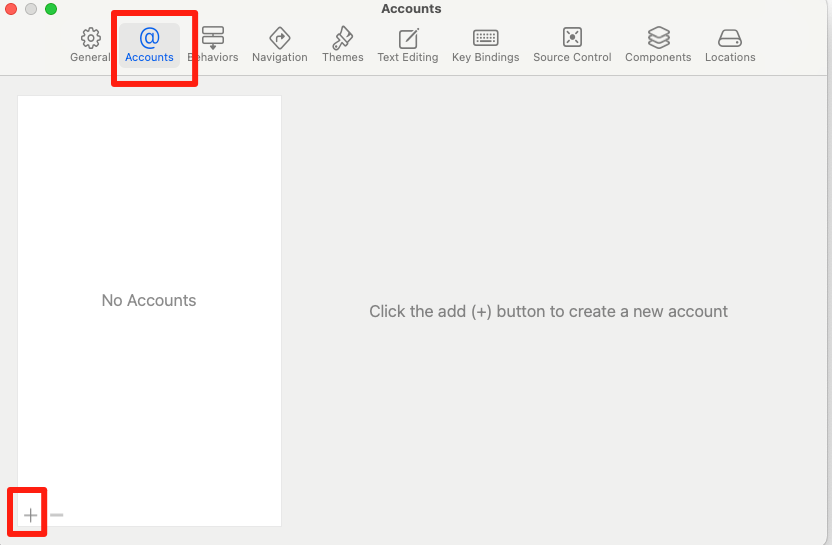 Accounts
General Accounts Behaviors Navigation Themes Text Editing Key Bindings Source Control Components Locations
No Accounts
Click the add (+) button to create a new account